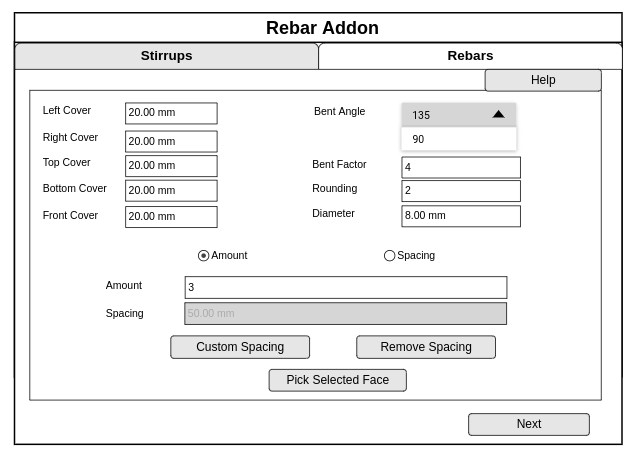 Rebar Addon
Stirrups Rebars
Help
Left Cover 20.00 mm Bent Angle 135
Right Cover 20.00 mm 90
Top Cover 20.00 mm Bent Factor 4
Bottom Cover 20.00 mm Rounding 2
Front Cover 20.00 mm Diameter 8.00 mm
Amount Spacing
Amount 3
Spacing 50.00 mm
Custom Spacing Remove Spacing
Pick Selected Face
Next